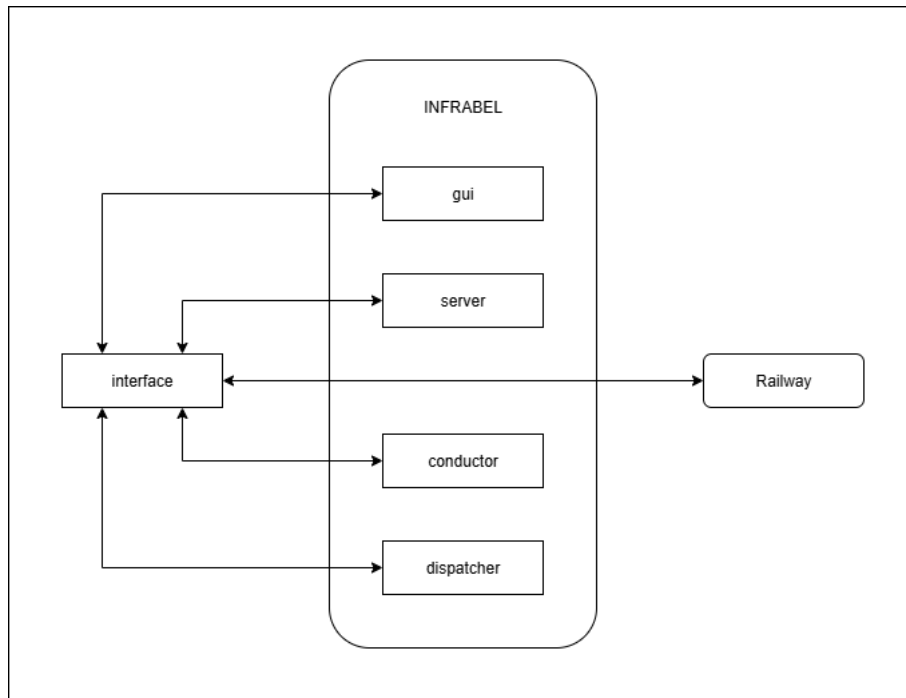 INFRABEL
gui
server
interface
Railway
conductor
dispatcher